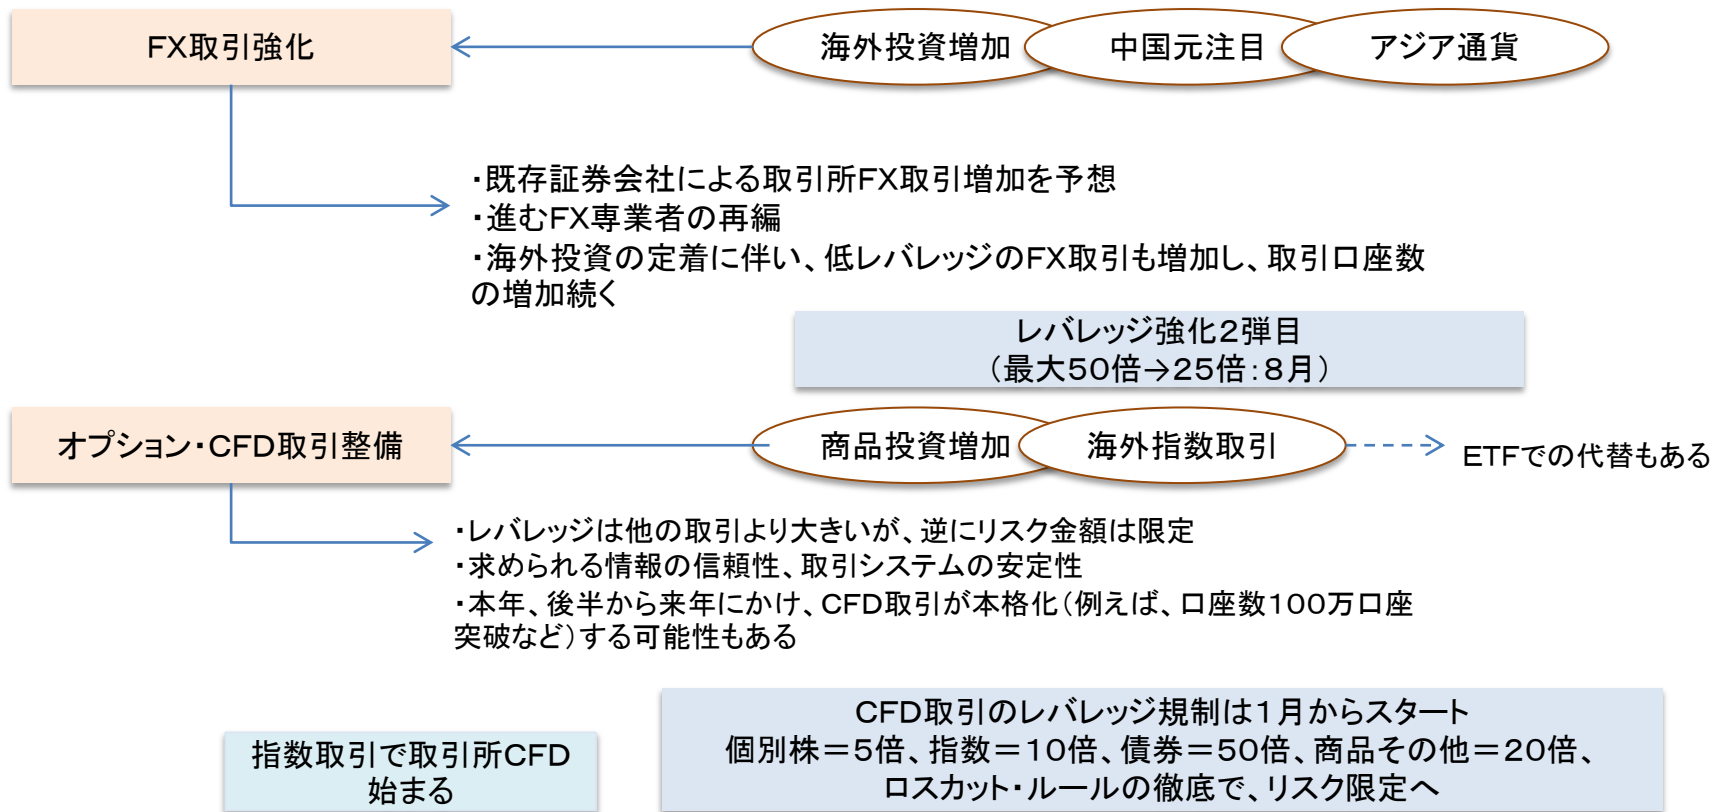 FX取引強化
海外投資増加
中国元注目
アジア通貨
・既存証券会社による取引所FX取引増加を予想
・進むFX専業者の再編
・海外投資の定着に伴い、低レバレッジのFX取引も増加し、取引口座数
の増加続く
レバレッジ強化２弾目
（最大５０倍→２５倍：８月）
オプション・CFD取引整備
商品投資増加
海外指数取引
ETFでの代替もある
・レバレッジは他の取引より大きいが、逆にリスク金額は限定
・求められる情報の信頼性、取引システムの安定性
・本年、後半から来年にかけ、CFD取引が本格化（例えば、口座数１００万口座
突破など）する可能性もある
指数取引で取引所CFD
始まる
CFD取引のレバレッジ規制は１月からスタート
個別株＝５倍、指数＝１０倍、債券＝５０倍、商品その他＝２０倍、
ロスカット・ルールの徹底で、リスク限定へ